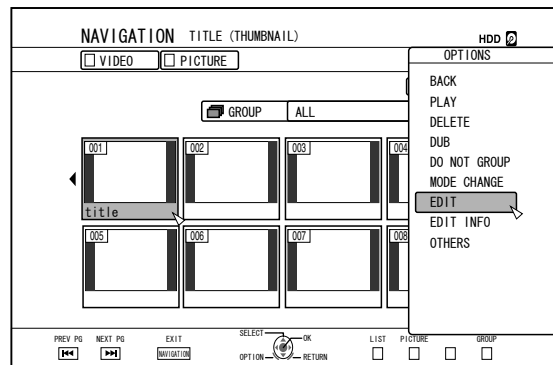 NAVIGATION TITLE (THUMBNAIL)
HDD
VIDEO PICTURE
OPTIONS
BACK
PLAY
DELETE
DUB
DO NOT GROUP
MODE CHANGE
EDIT
EDIT INFO
OTHERS
GROUP ALL
001 002 003 004
title
005 006 007 008
PREV PG NEXT PG EXIT SELECT OK LIST PICTURE GROUP
NAVIGATION OPTION RETURN